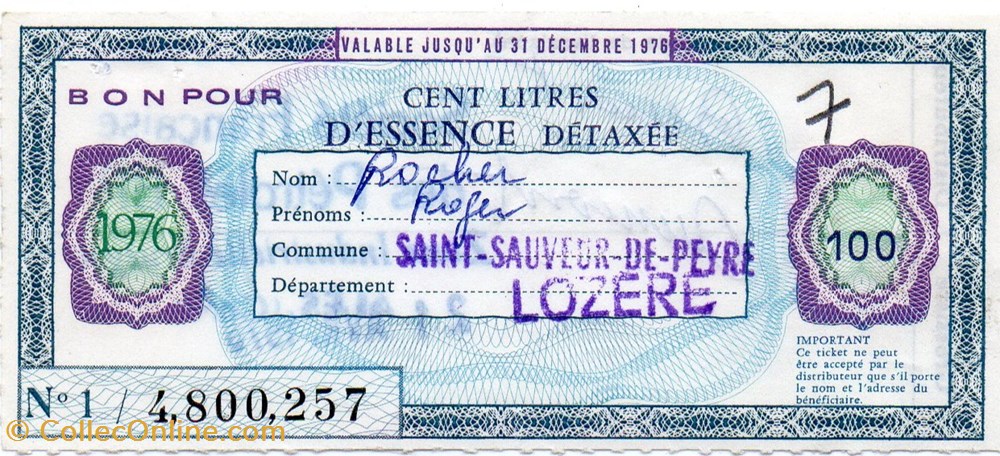 VALABLE JUSQU'AU 31 DÉCEMBRE 1976
BON POUR
CENT LITRES
D'ESSENCE DÉTAXÉE
7
Nom : Rocher
Prénoms : Roger
Commune : SAINT-SAUVEUR-DE-PEYRE
Département : LOZÈRE
1976
100
IMPORTANT
Ce ticket ne peut
être accepté par le
distributeur que s'il porte
le nom et l'adresse du
bénéficiaire.
Nº 1 / 4,800,257
© CollecOnline.com